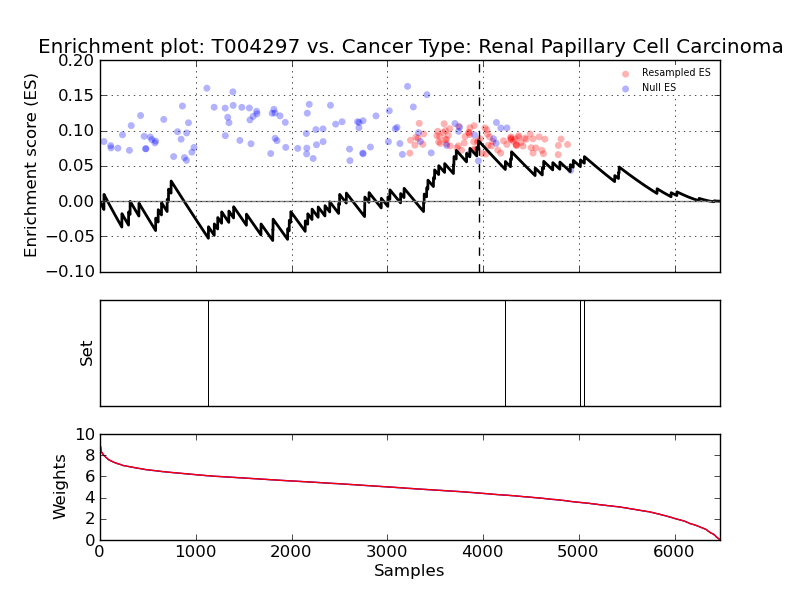 Enrichment plot: T004297 vs. Cancer Type: Renal Papillary Cell Carcinoma
0.20
0.15
0.10
0.05
0.00
−0.05
−0.10
Enrichment score (ES)
Resampled ES
Null ES
Set
10
8
6
4
2
0
Weights
0 1000 2000 3000 4000 5000 6000
Samples